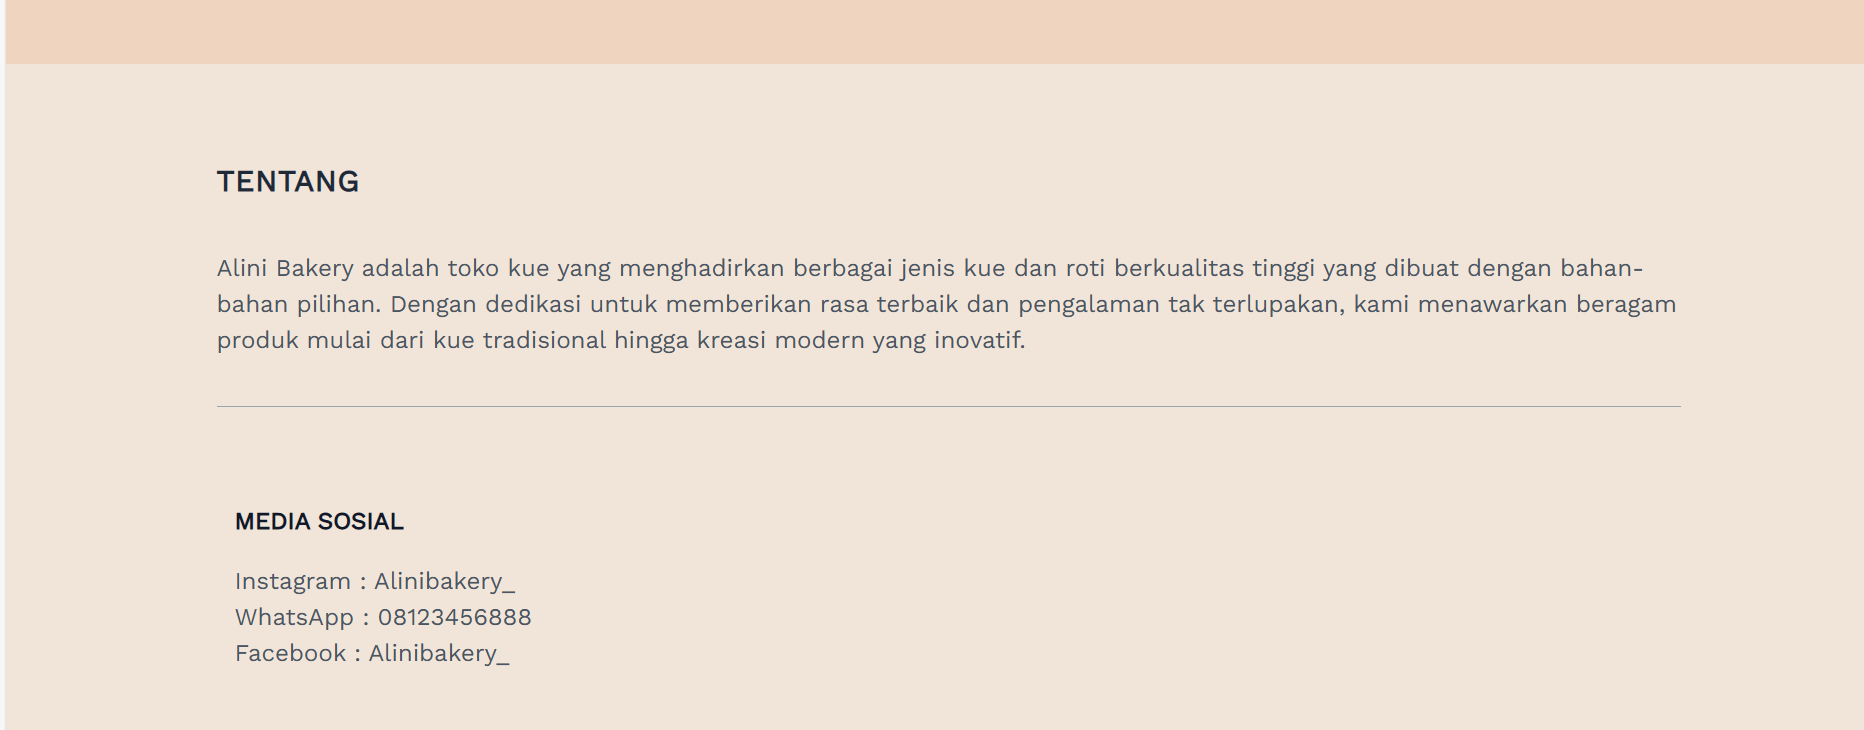 TENTANG
Alini Bakery adalah toko kue yang menghadirkan berbagai jenis kue dan roti berkualitas tinggi yang dibuat dengan bahan-
bahan pilihan. Dengan dedikasi untuk memberikan rasa terbaik dan pengalaman tak terlupakan, kami menawarkan beragam
produk mulai dari kue tradisional hingga kreasi modern yang inovatif.
MEDIA SOSIAL
Instagram : Alinibakery_
WhatsApp : 08123456888
Facebook : Alinibakery_